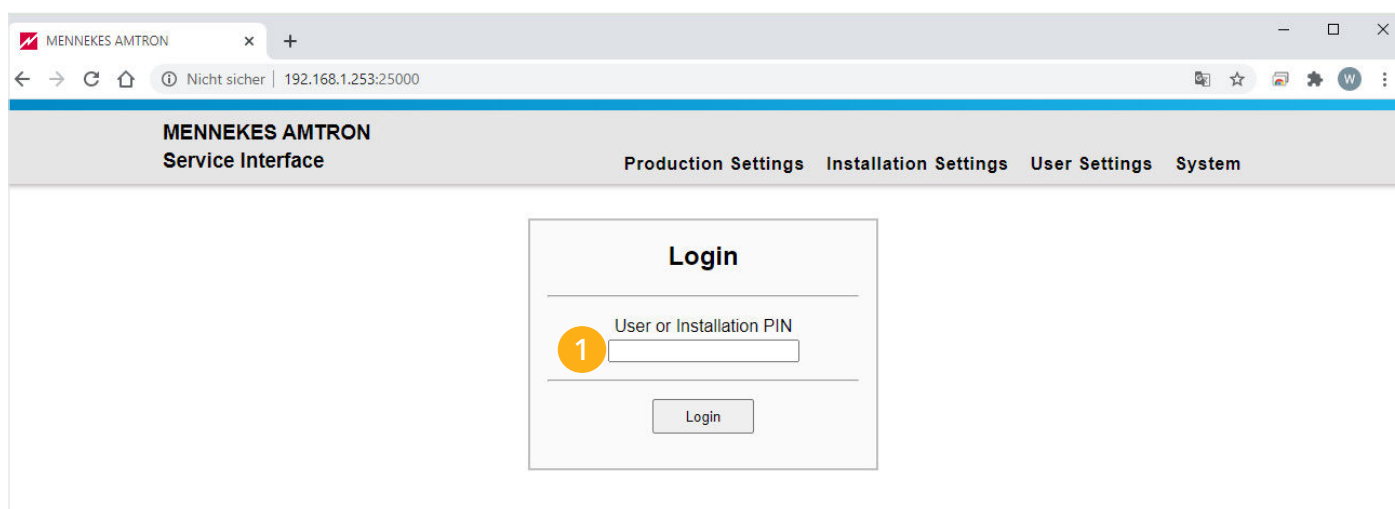 MENNEKES AMTRON
Nicht sicher | 192.168.1.253:25000
W
MENNEKES AMTRON
Service Interface
Production Settings Installation Settings User Settings System
Login
User or Installation PIN
1
Login